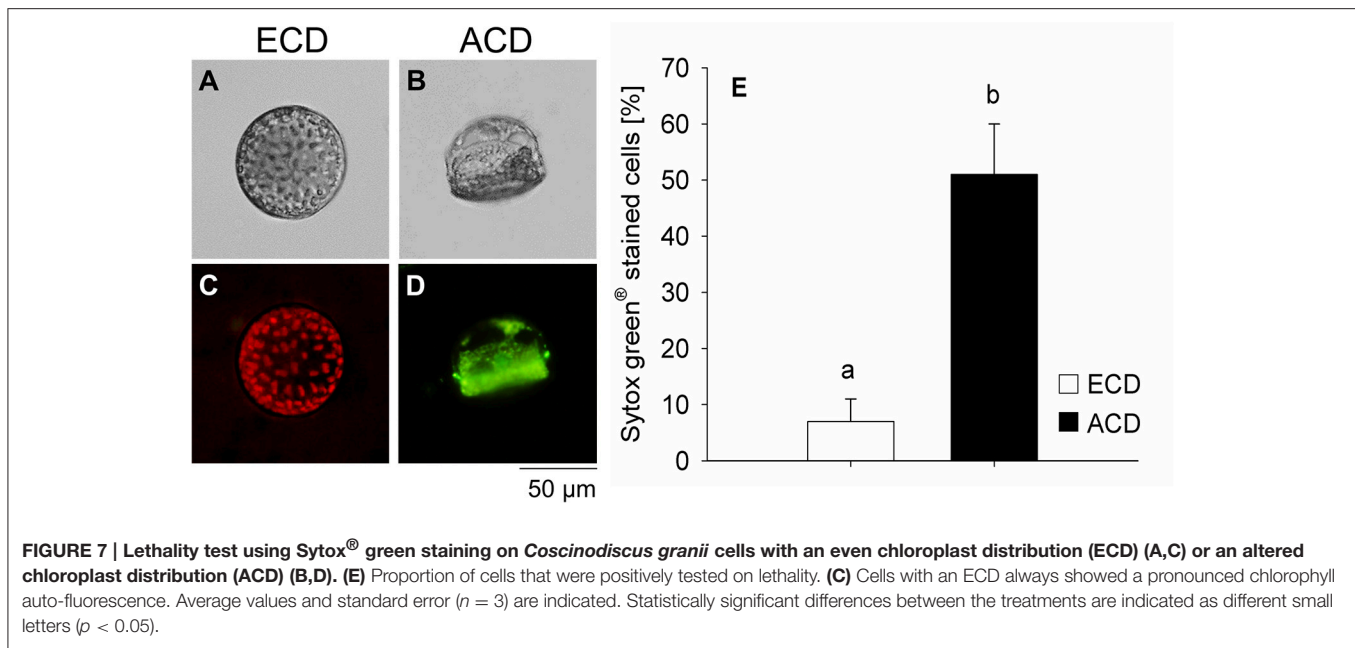 ECD ACD
A B
C D
50 µm
E
Sytox green® stained cells [%]
70
60
50
40
30
20
10
0
a
b
ECD
ACD
FIGURE 7 | Lethality test using Sytox® green staining on Coscinodiscus granii cells with an even chloroplast distribution (ECD) (A,C) or an altered
chloroplast distribution (ACD) (B,D). (E) Proportion of cells that were positively tested on lethality. (C) Cells with an ECD always showed a pronounced chlorophyll
auto-fluorescence. Average values and standard error (n = 3) are indicated. Statistically significant differences between the treatments are indicated as different small
letters (p < 0.05).